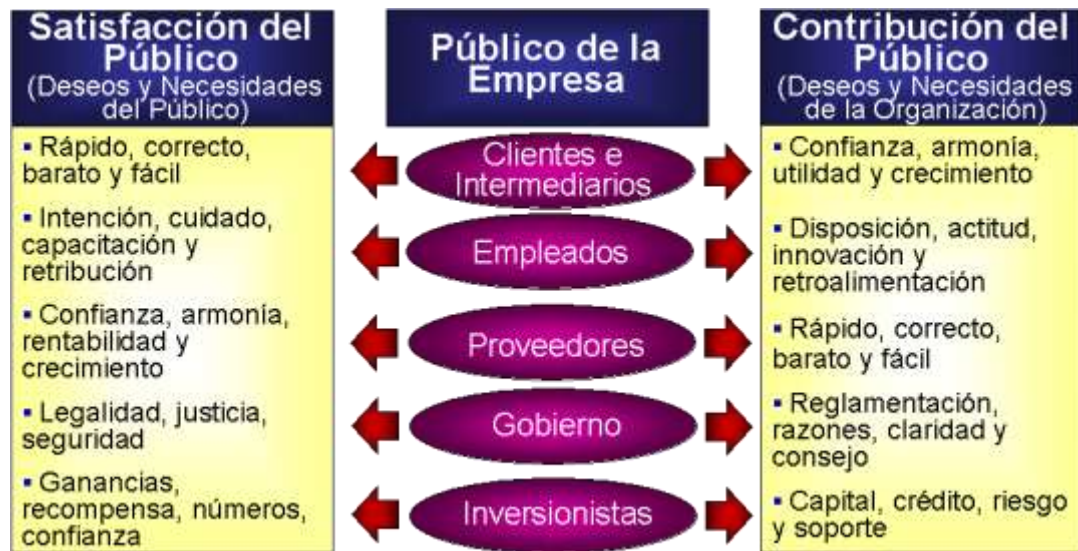 Satisfacción del
Público
(Deseos y Necesidades
del Público)
▪ Rápido, correcto,
barato y fácil
▪ Intención, cuidado,
capacitación y
retribución
▪ Confianza, armonía,
rentabilidad y
crecimiento
▪ Legalidad, justicia,
seguridad
▪ Ganancias,
recompensa, números,
confianza
Público de la
Empresa
Clientes e
Intermediarios
Empleados
Proveedores
Gobierno
Inversionistas
Contribución del
Público
(Deseos y Necesidades
de la Organización)
▪ Confianza, armonía,
utilidad y crecimiento
▪ Disposición, actitud,
innovación y
retroalimentación
▪ Rápido, correcto,
barato y fácil
▪ Reglamentación,
razones, claridad y
consejo
▪ Capital, crédito, riesgo
y soporte